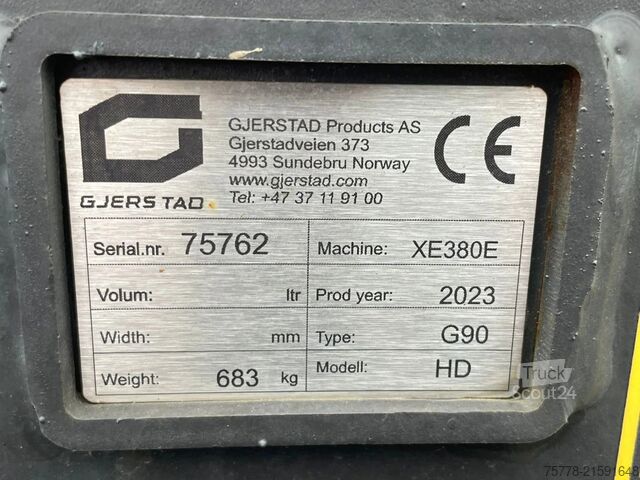 GJERSTAD Products AS
Gjerstadveien 373
4993 Sundebru Norway
www.gjerstad.com
Tel: +47 37 11 91 00
CE
GJERSTAD
Serial.nr. 75762 Machine: XE380E
Volum: ltr Prod year: 2023
Width: mm Type: G90
Weight: 683 kg Modell: HD
Truck
Scout24
75778-21591648